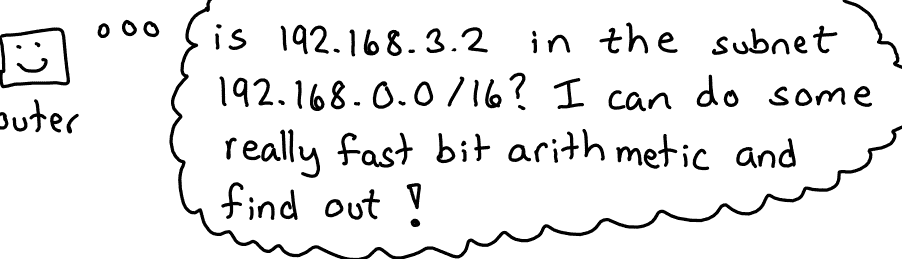 is 192.168.3.2 in the subnet
192.168.0.0/16? I can do some
really fast bit arithmetic and
find out!